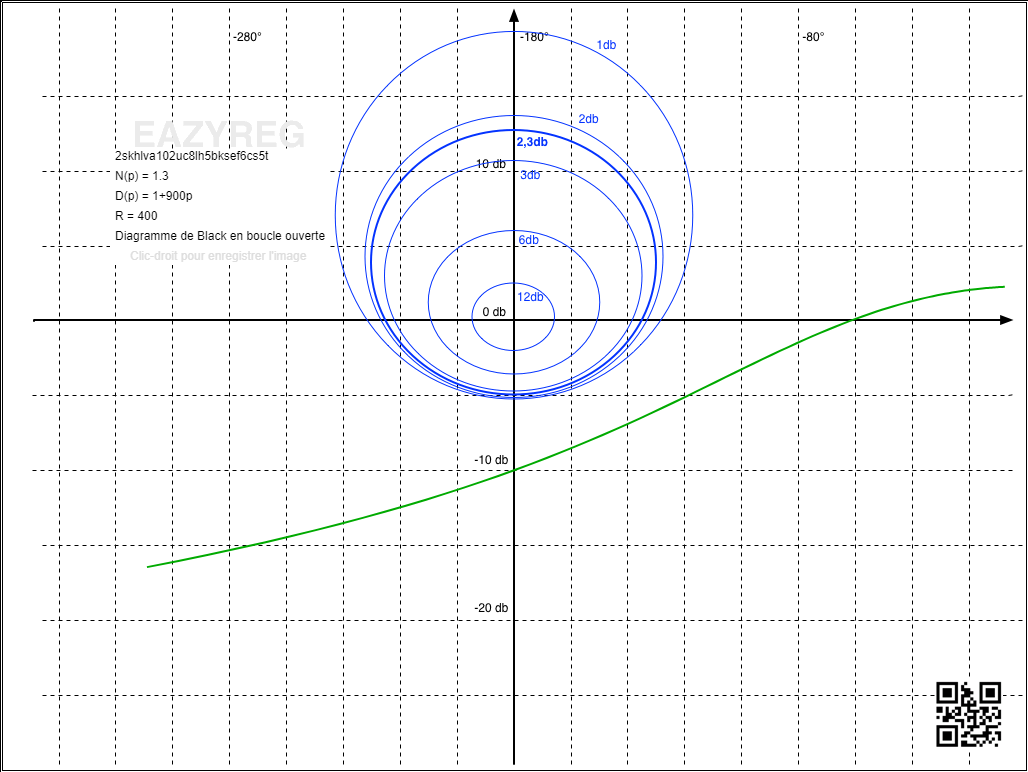 -280°
-180°
-80°
1db
2db
2,3db
EAZYREG
2skhlva102uc8lh5bksef6cs5t
10 db
3db
N(p) = 1.3
D(p) = 1+900p
R = 400
Diagramme de Black en boucle ouverte
6db
Clic-droit pour enregistrer l'image
12db
0 db
-10 db
-20 db